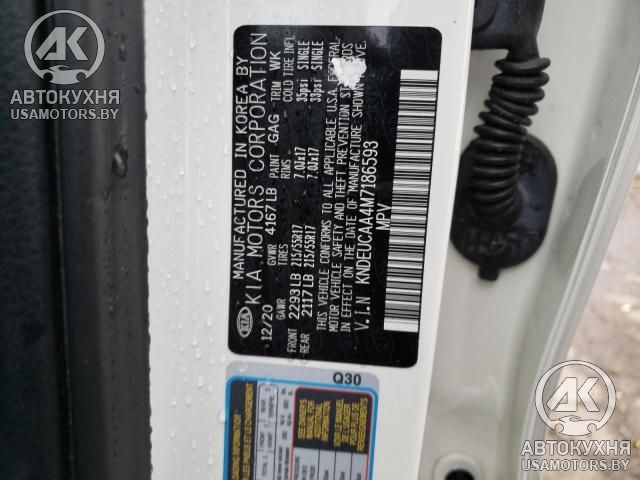 АВТОКУХНЯ
USAMOTORS.BY
MANUFACTURED IN KOREA BY
KIA MOTORS CORPORATION
12/20 GVWR 4167LB PAINT GAG TRIM WK
GAWR TIRES RIMS COLD TIRE INFL.
FRONT 2293LB 215/55R17 7.0JX17 35psi SINGLE
REAR 2117LB 215/55R17 7.0JX17 35psi SINGLE
THIS VEHICLE CONFORMS TO ALL APPLICABLE U.S.A. FEDERAL
MOTOR VEHICLE SAFETY AND THEFT PREVENTION
IN EFFECT ON THE DATE OF MANUFACTURE SHOWN
V.I.N KNDEUCAA4M7186593
MPV
KIA
Q30
АВТОКУХНЯ
USAMOTORS.BY